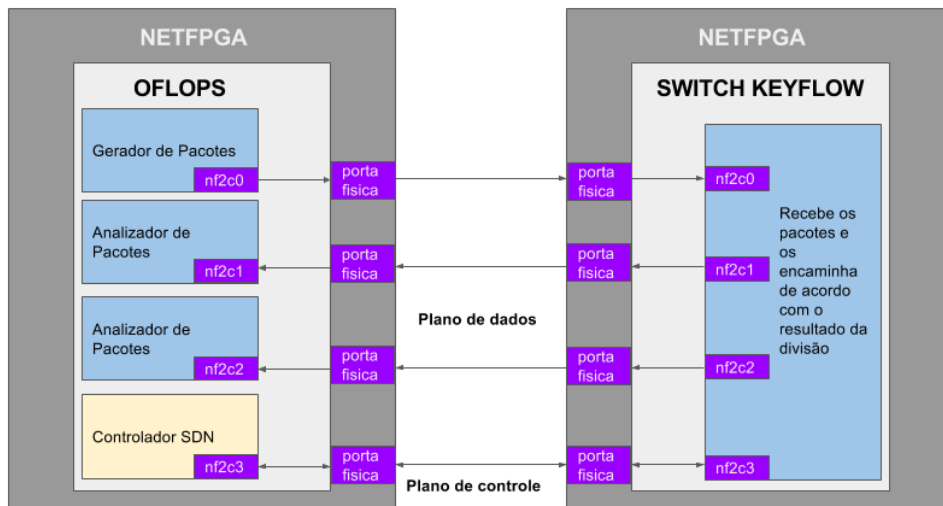 NETFPGA
OFLOPS
Gerador de Pacotes
nf2c0
Analizador de
Pacotes
nf2c1
Analizador de
Pacotes
nf2c2
Controlador SDN
nf2c3
porta
fisica
porta
fisica
porta
fisica
porta
fisica
Plano de dados
Plano de controle
NETFPGA
SWITCH KEYFLOW
porta
fisica
porta
fisica
porta
fisica
porta
fisica
nf2c0
nf2c1
nf2c2
nf2c3
Recebe os
pacotes e
os
encaminha
de acordo
com o
resultado da
divisão